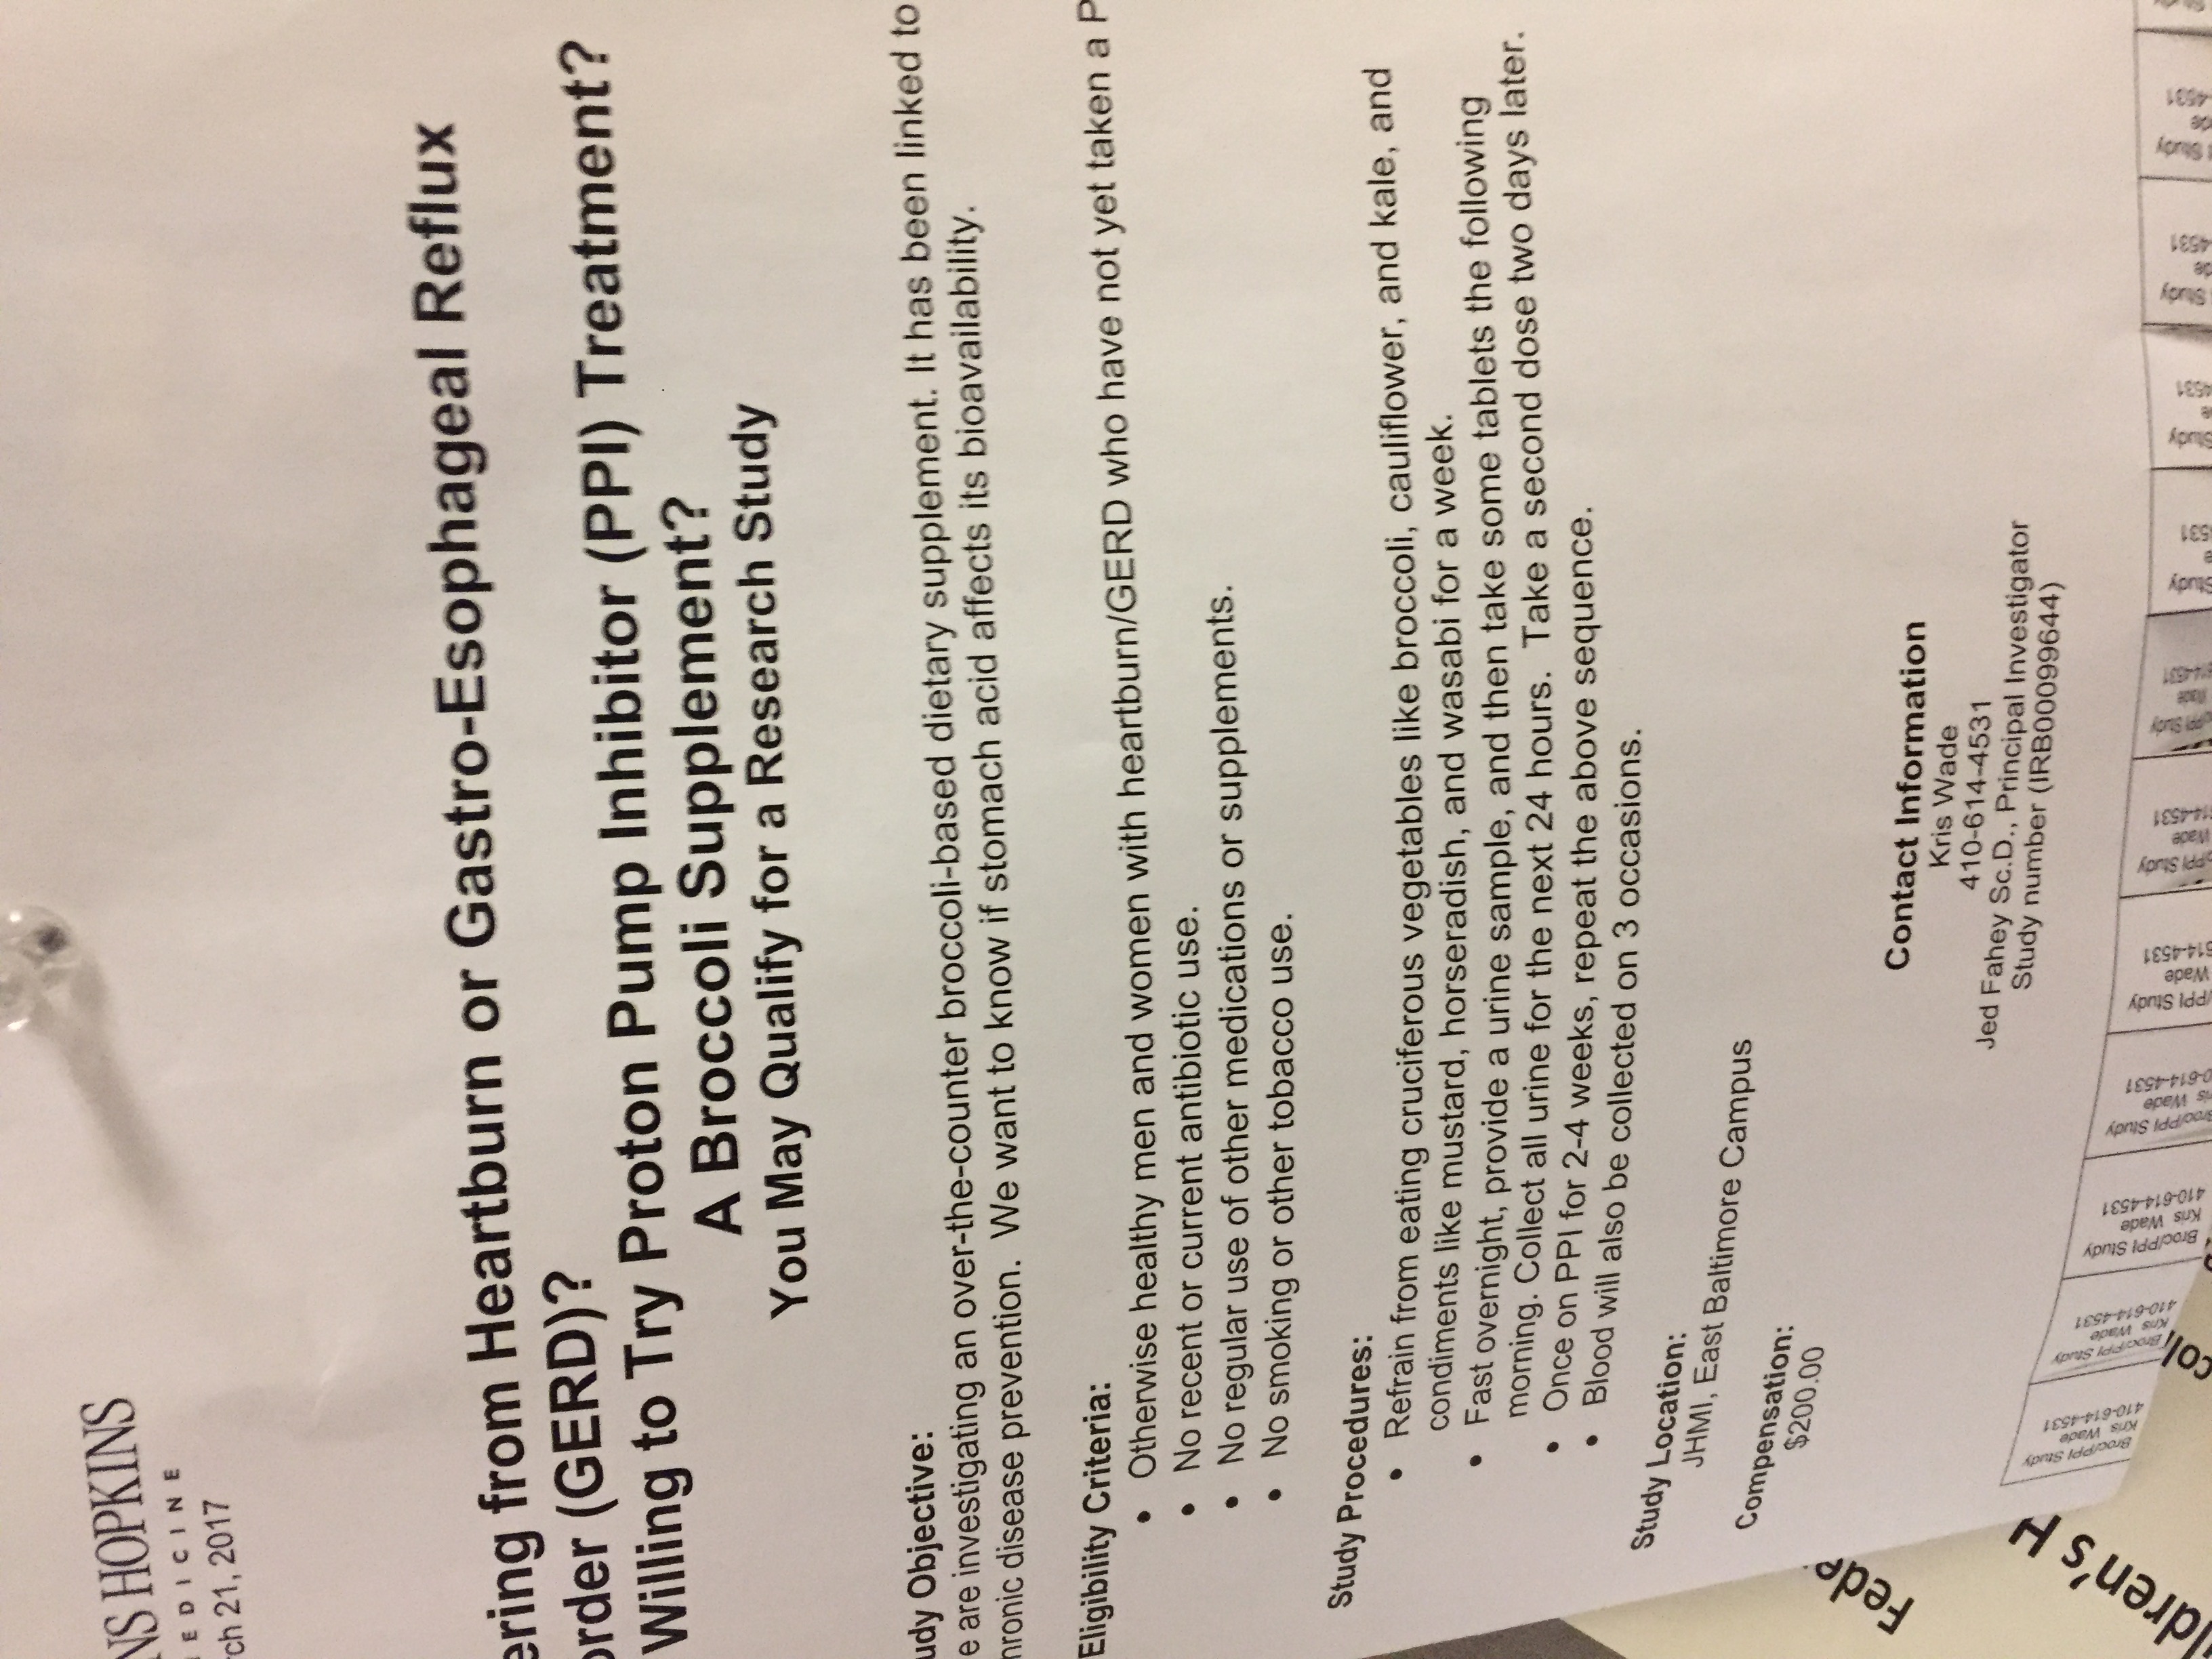 NS HOPKINS
EDICINE
rch 21, 2017
ering from Heartburn or Gastro-Esophageal Reflux
order (GERD)?
Willing to Try Proton Pump Inhibitor (PPI) Treatment?
A Broccoli Supplement?
You May Qualify for a Research Study
udy Objective:
e are investigating an over-the-counter broccoli-based dietary supplement. It has been linked to
hronic disease prevention. We want to know if stomach acid affects its bioavailability.
Eligibility Criteria:
• Otherwise healthy men and women with heartburn/GERD who have not yet taken a P
• No recent or current antibiotic use.
• No regular use of other medications or supplements.
• No smoking or other tobacco use.
Study Procedures:
• Refrain from eating cruciferous vegetables like broccoli, cauliflower, and kale, and
condiments like mustard, horseradish, and wasabi for a week.
• Fast overnight, provide a urine sample, and then take some tablets the following
morning. Collect all urine for the next 24 hours. Take a second dose two days later.
• Once on PPI for 2-4 weeks, repeat the above sequence.
• Blood will also be collected on 3 occasions.
Study Location:
JHMI, East Baltimore Campus
Compensation:
$200.00
Contact Information
Kris Wade
410-614-4531
Jed Fahey Sc.D., Principal Investigator
Study number (IRB00099644)
Broc/PPI Study
Kris Wade
410-614-4531
Broc/PPI Study
Kris Wade
410-614-4531
Broc/PPI Study
Kris Wade
410-614-4531
roc/PPI Study
is Wade
0-614-4531
/PPI Study
Wade
614-4531
PPI Study
Wade
14-4531
PPI Study
ade
4-4531
Study
e
531
Study
de
4531
Study
de
-4531
Study
de
-4531
Fede
ldren's H
col